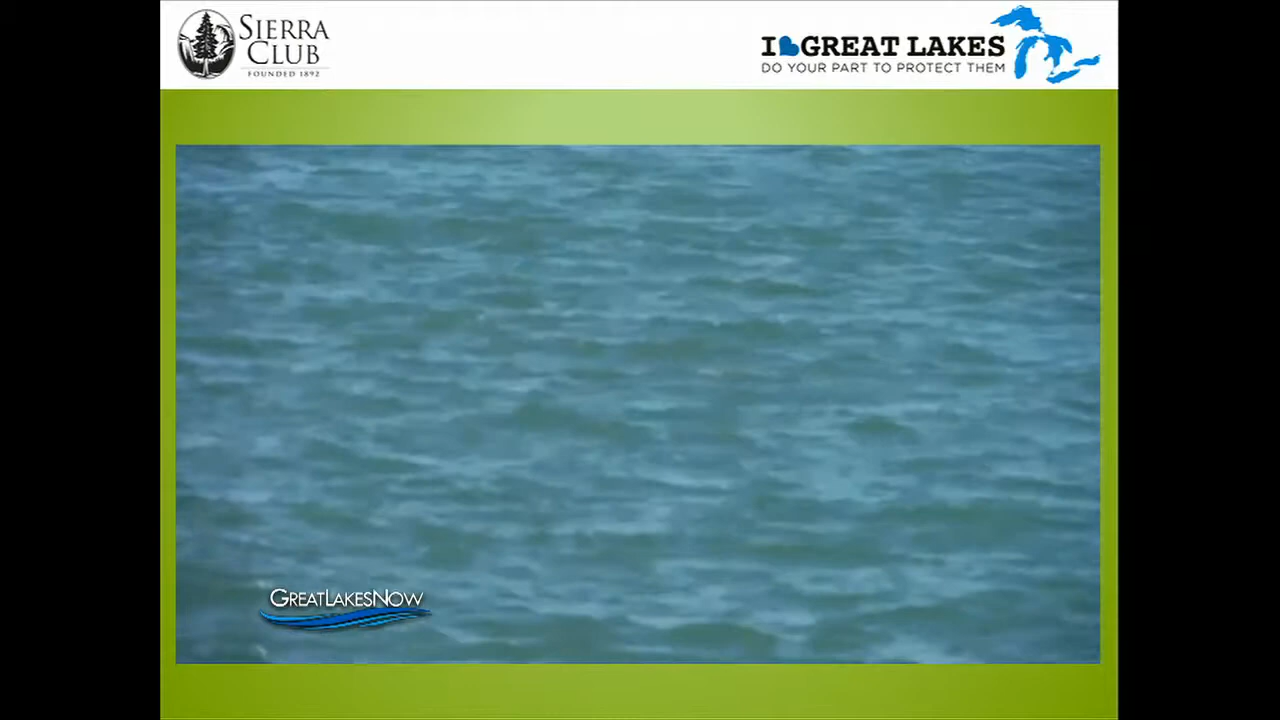 SIERRA
CLUB
FOUNDED 1892
I GREAT LAKES
DO YOUR PART TO PROTECT THEM
GREATLAKESNOW